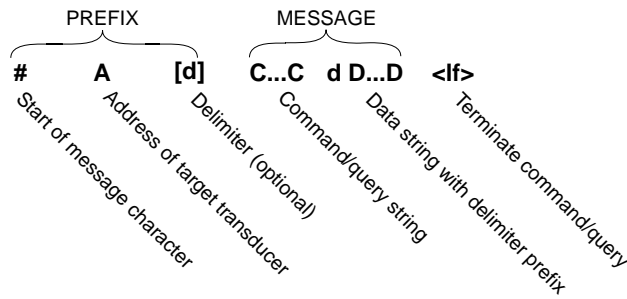 PREFIX MESSAGE
# A [d] C...C d D...D <lf>
Start of message character
Address of target transducer
Delimiter (optional)
Command/query string
Data string with delimiter prefix
Terminate command/query